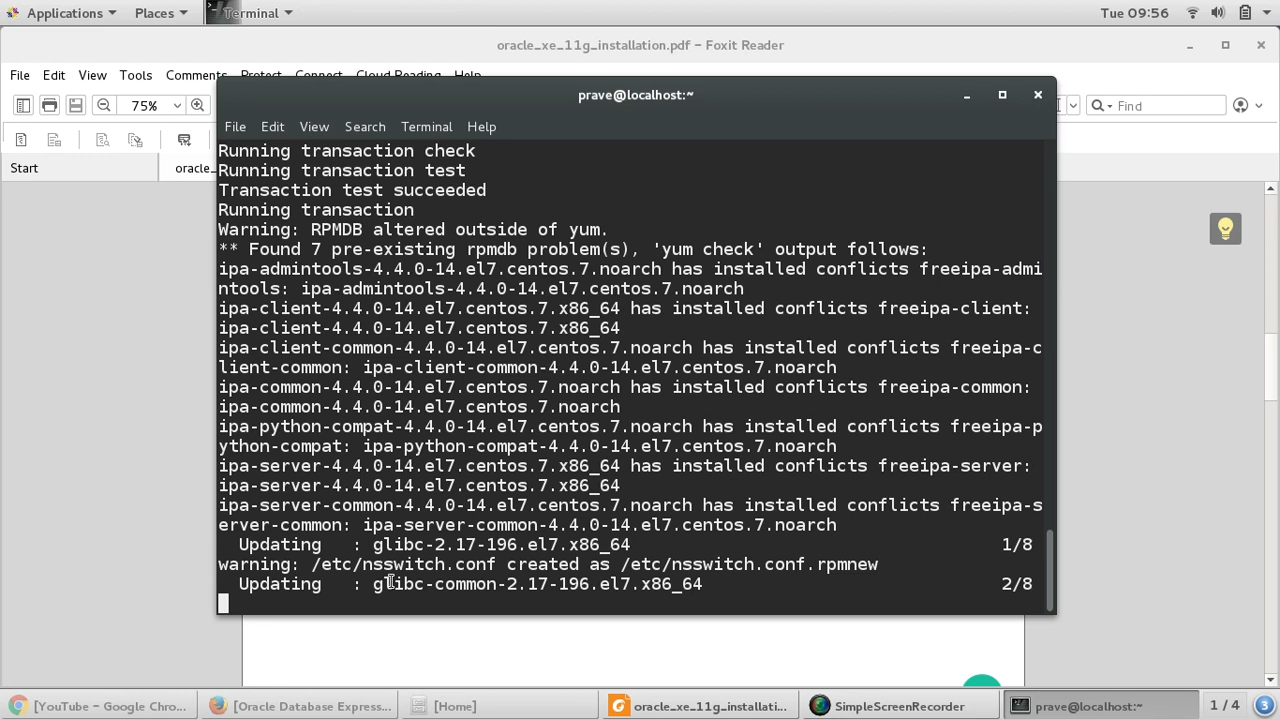 Applications Places Terminal Tue 09:56
oracle_xe_11g_installation.pdf – Foxit Reader
File Edit View Tools Comments Protect Connect Cloud Reading Help
75% Find
Start oracle_
prave@localhost:~
File Edit View Search Terminal Help
Running transaction check
Running transaction test
Transaction test succeeded
Running transaction
Warning: RPMDB altered outside of yum.
** Found 7 pre-existing rpmdb problem(s), 'yum check' output follows:
ipa-admintools-4.4.0-14.el7.centos.7.noarch has installed conflicts freeipa-admi
ntools: ipa-admintools-4.4.0-14.el7.centos.7.noarch
ipa-client-4.4.0-14.el7.centos.7.x86_64 has installed conflicts freeipa-client:
ipa-client-4.4.0-14.el7.centos.7.x86_64
ipa-client-common-4.4.0-14.el7.centos.7.noarch has installed conflicts freeipa-c
lient-common: ipa-client-common-4.4.0-14.el7.centos.7.noarch
ipa-common-4.4.0-14.el7.centos.7.noarch has installed conflicts freeipa-common:
ipa-common-4.4.0-14.el7.centos.7.noarch
ipa-python-compat-4.4.0-14.el7.centos.7.noarch has installed conflicts freeipa-p
ython-compat: ipa-python-compat-4.4.0-14.el7.centos.7.noarch
ipa-server-4.4.0-14.el7.centos.7.x86_64 has installed conflicts freeipa-server:
ipa-server-4.4.0-14.el7.centos.7.x86_64
ipa-server-common-4.4.0-14.el7.centos.7.noarch has installed conflicts freeipa-s
erver-common: ipa-server-common-4.4.0-14.el7.centos.7.noarch
Updating : glibc-2.17-196.el7.x86_64 1/8
warning: /etc/nsswitch.conf created as /etc/nsswitch.conf.rpmnew
Updating : glibc-common-2.17-196.el7.x86_64 2/8
[YouTube – Google Chro... [Oracle Database Express... [Home] oracle_xe_11g_installati... SimpleScreenRecorder prave@localhost:~ 1 / 4 3